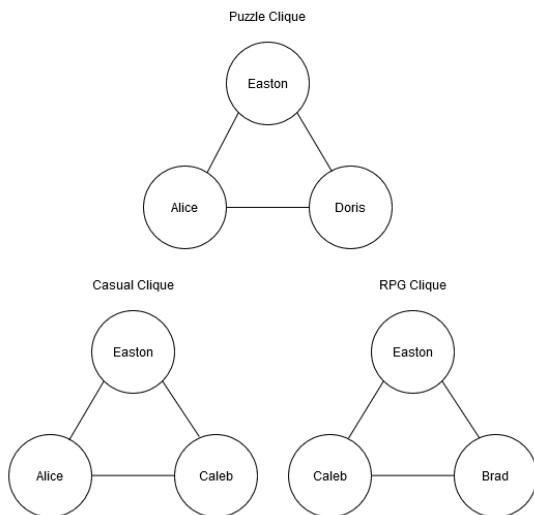 Puzzle Clique
Easton
Alice
Doris
Casual Clique
Easton
Alice
Caleb
RPG Clique
Easton
Caleb
Brad